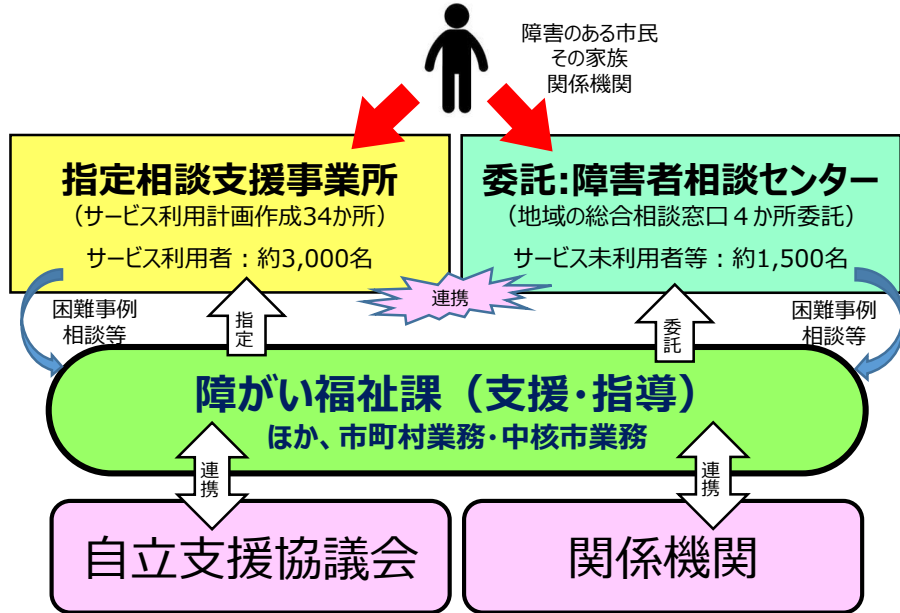 障害のある市民
その家族
関係機関
指定相談支援事業所
（サービス利用計画作成34か所）
サービス利用者：約3,000名
委託:障害者相談センター
（地域の総合相談窓口４か所委託）
サービス未利用者等：約1,500名
連携
困難事例
相談等
指定
委託
困難事例
相談等
障がい福祉課（支援・指導）
ほか、市町村業務・中核市業務
連携
連携
自立支援協議会
関係機関